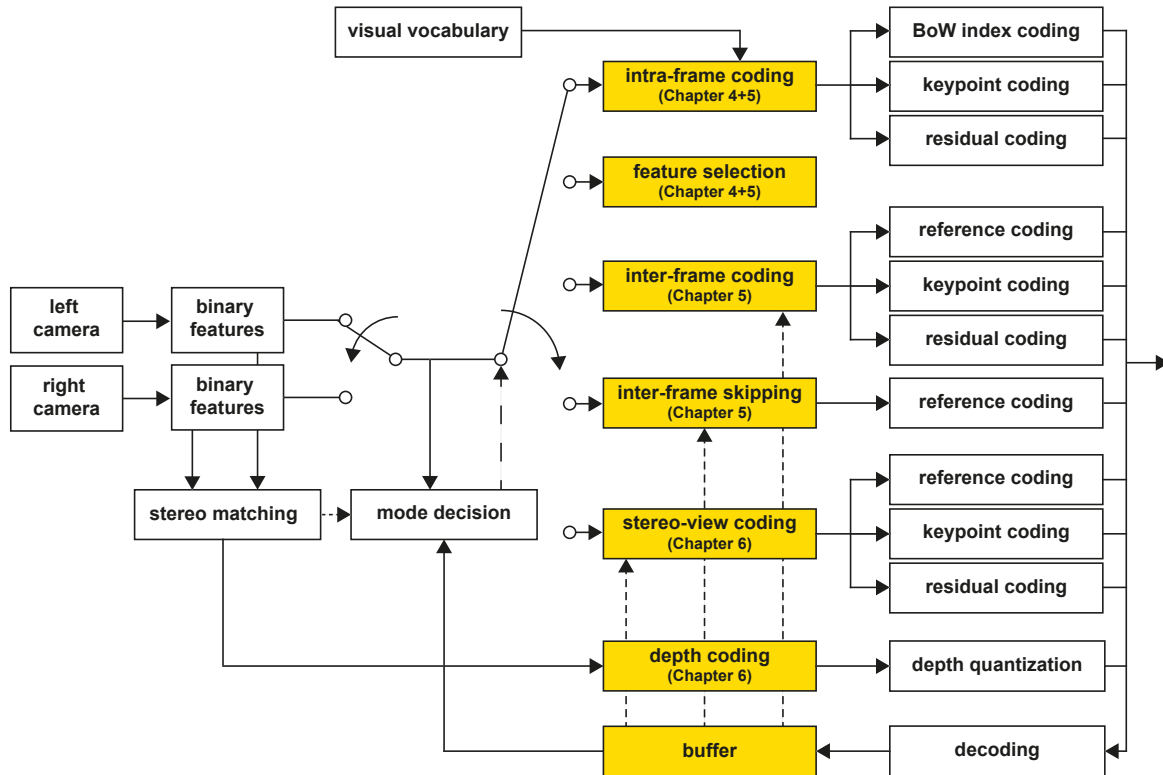 visual vocabulary
BoW index coding
intra-frame coding
(Chapter 4+5)
keypoint coding
residual coding
feature selection
(Chapter 4+5)
reference coding
inter-frame coding
(Chapter 5)
keypoint coding
residual coding
left
camera
binary
features
right
camera
binary
features
inter-frame skipping
(Chapter 5)
reference coding
stereo matching
mode decision
reference coding
stereo-view coding
(Chapter 6)
keypoint coding
residual coding
depth coding
(Chapter 6)
depth quantization
buffer
decoding